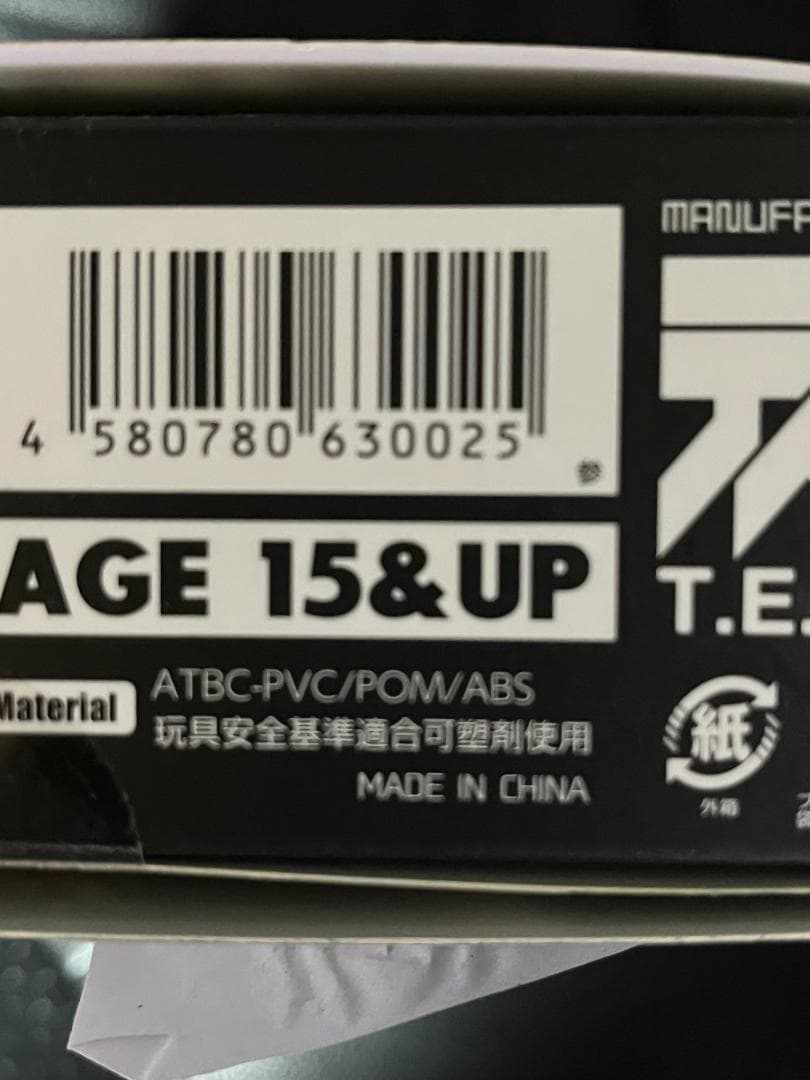 MANUFA
4 580780 630025
参
AGE 15&UP
T.E.
Material
ATBC-PVC/POM/ABS
玩具安全基準適合可塑剤使用
MADE IN CHINA
紙
外箱